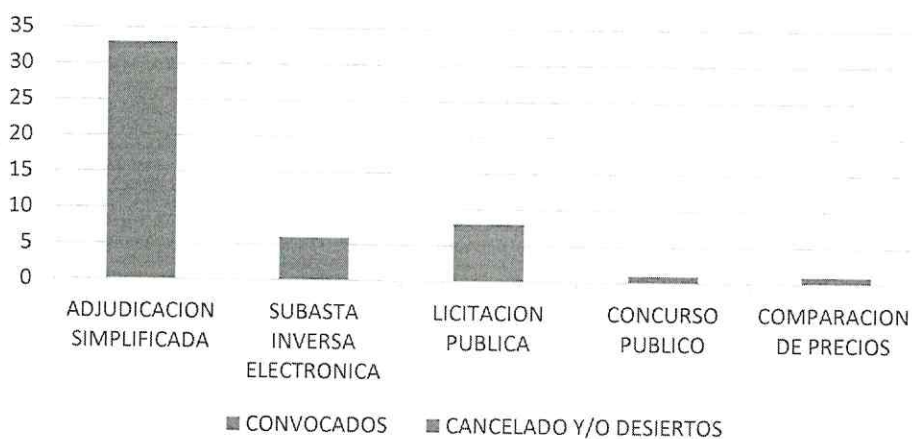 35
30
25
20
15
10
5
0
ADJUDICACION SIMPLIFICADA
SUBASTA INVERSA ELECTRONICA
LICITACION PUBLICA
CONCURSO PUBLICO
COMPARACION DE PRECIOS
CONVOCADOS
CANCELADO Y/O DESIERTOS